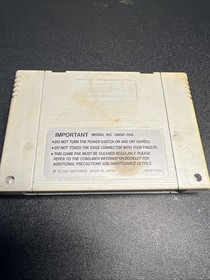 IMPORTANT MODEL NO.: SNSP-006
• DO NOT TURN THE POWER SWITCH ON AND OFF RAPIDLY.
• DO NOT TOUCH THE EDGE CONNECTOR WITH YOUR FINGERS.
• THIS GAME PAK MUST BE CLEANED REGULARLY. PLEASE
REFER TO THE CONSUMER INFORMATION BOOKLET FOR
ADDITIONAL PRECAUTIONS AND MAINTENANCE DETAILS.
MADE IN JAPAN